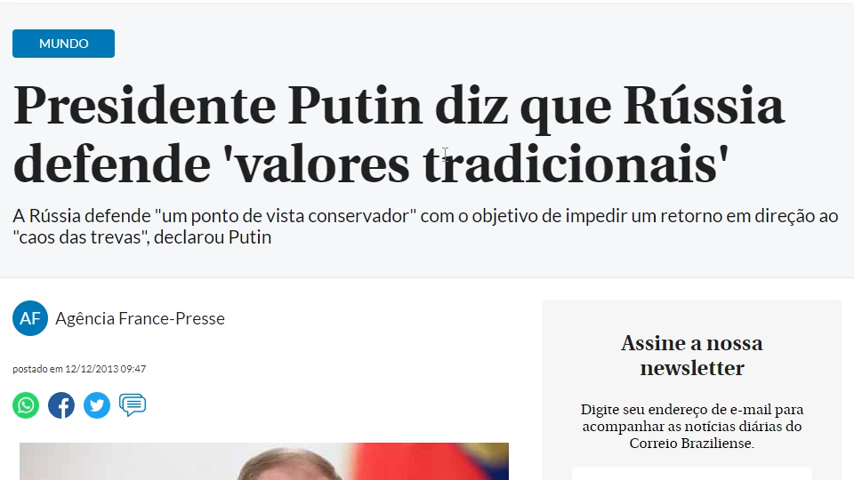 MUNDO
Presidente Putin diz que Rússia
defende 'valores tradicionais'
A Rússia defende "um ponto de vista conservador" com o objetivo de impedir um retorno em direção ao
"caos das trevas", declarou Putin
AF Agência France-Presse
postado em 12/12/2013 09:47
Assine a nossa
newsletter
Digite seu endereço de e-mail para
acompanhar as notícias diárias do
Correio Braziliense.